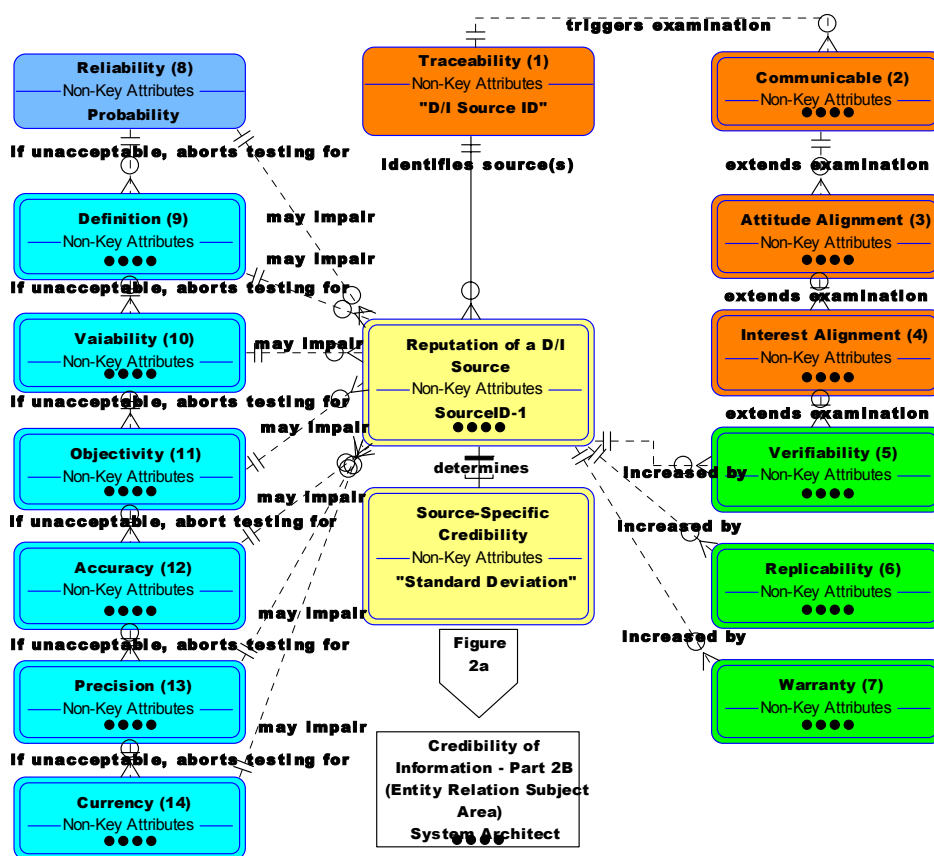 triggers examination
Reliability (8)
Non-Key Attributes
Probability
Traceability (1)
Non-Key Attributes
"D/I Source ID"
Communicable (2)
Non-Key Attributes
If unacceptable, aborts testing for
identifies source(s)
extends examination
Definition (9)
Non-Key Attributes
may impair
Attitude Alignment (3)
Non-Key Attributes
may impair
If unacceptable, aborts testing for
extends examination
Vaiability (10)
Non-Key Attributes
may impair
Reputation of a D/I
Source
Non-Key Attributes
SourceID-1
Interest Alignment (4)
Non-Key Attributes
If unacceptable, aborts testing for
extends examination
may impair
Objectivity (11)
Non-Key Attributes
determines
Verifiability (5)
Non-Key Attributes
increased by
may impair
If unacceptable, abort testing for
Source-Specific
Credibility
Non-Key Attributes
"Standard Deviation"
increased by
Accuracy (12)
Non-Key Attributes
Replicability (6)
Non-Key Attributes
may impair
If unacceptable, aborts testing for
Figure
2a
increased by
Precision (13)
Non-Key Attributes
Warranty (7)
Non-Key Attributes
may impair
If unacceptable, aborts testing for
Credibility of
Information - Part 2B
(Entity Relation Subject
Area)
System Architect
Currency (14)
Non-Key Attributes